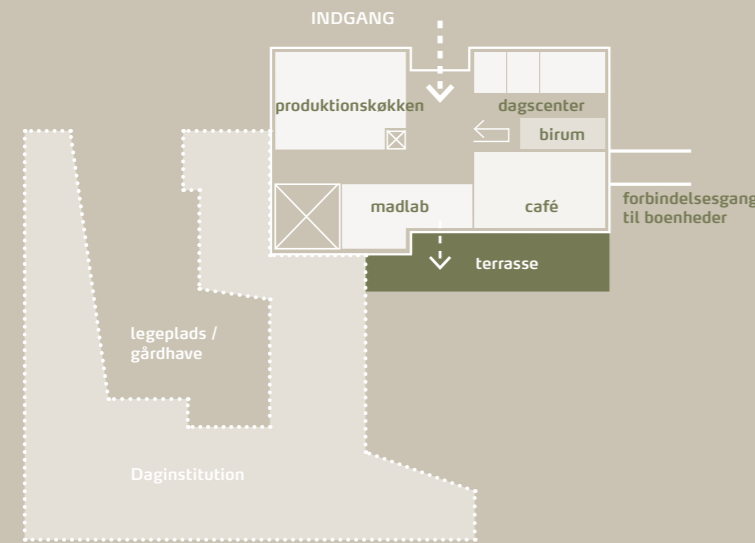 INDGANG
produktionskøkken
dagscenter
birum
madlab
café
forbindelsesgang
til boenheder
terrasse
legeplads /
gårdhave
Daginstitution